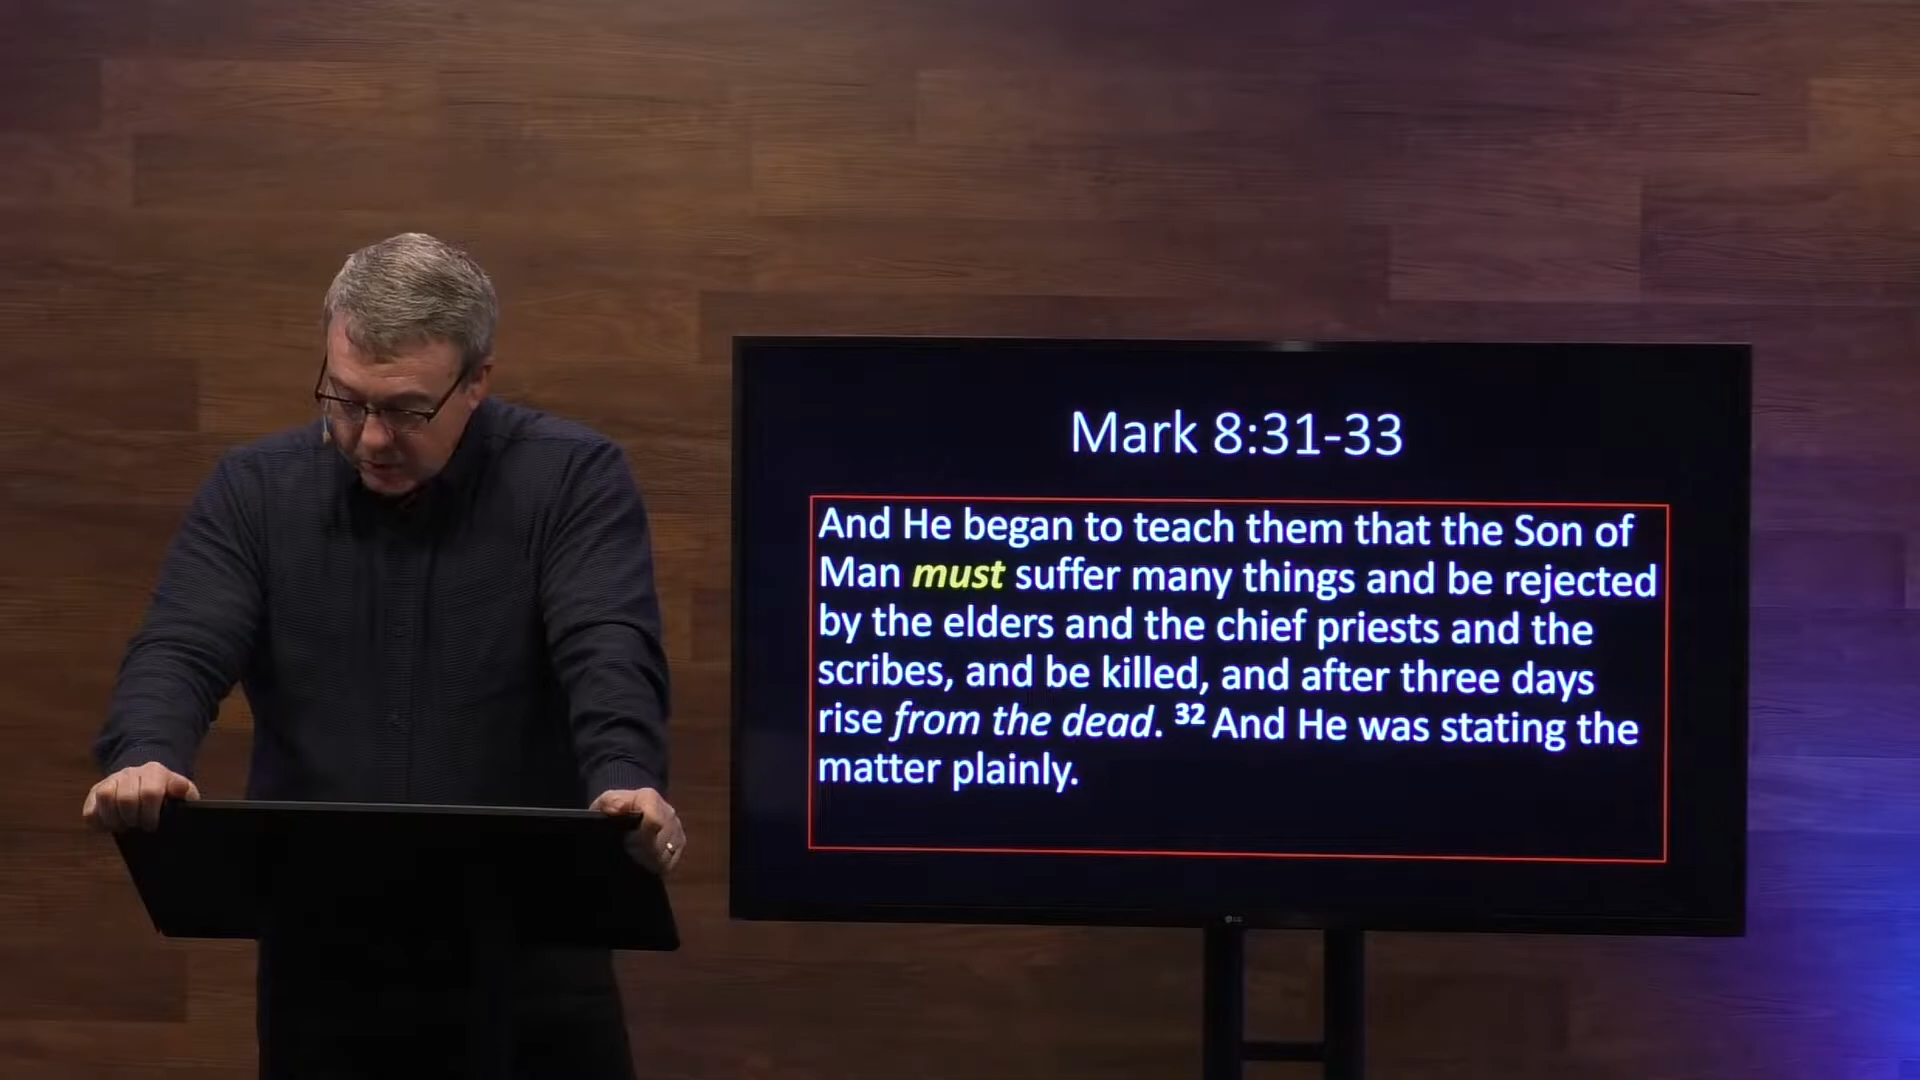 Mark 8:31-33
And He began to teach them that the Son of
Man must suffer many things and be rejected
by the elders and the chief priests and the
scribes, and be killed, and after three days
rise from the dead. 32 And He was stating the
matter plainly.
LG